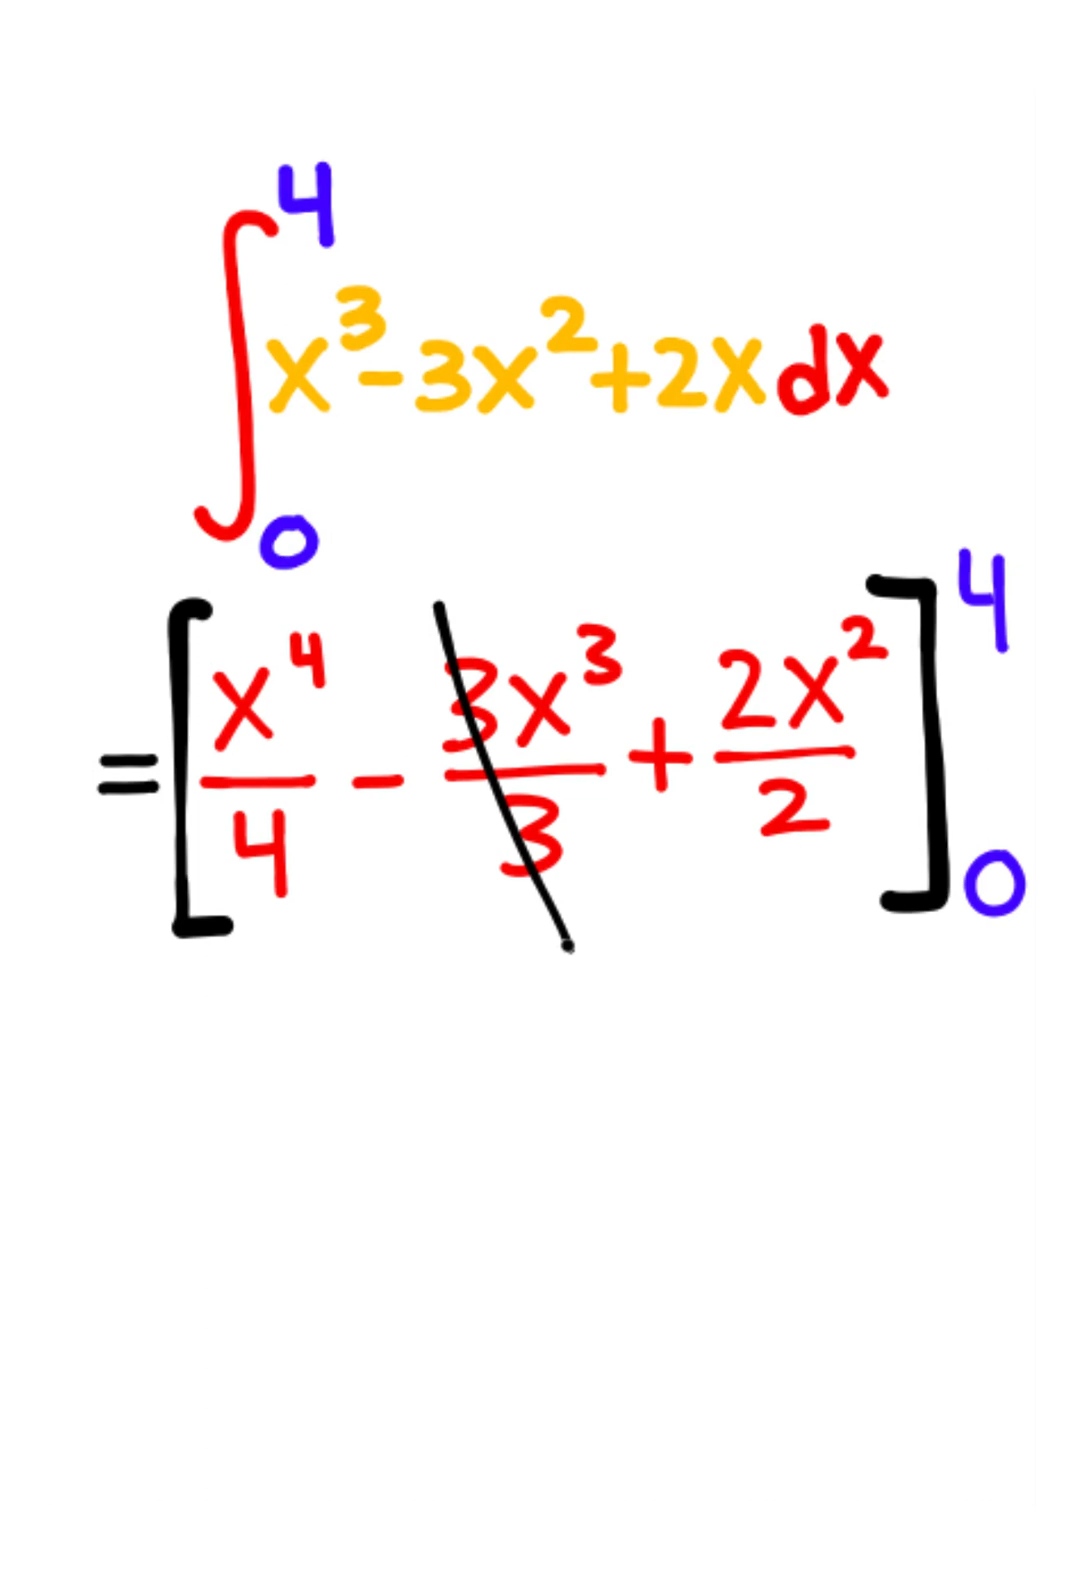 ∫₀⁴ x³-3x²+2x dx
= [x⁴/4 - 3x³/3 + 2x²/2]₀⁴